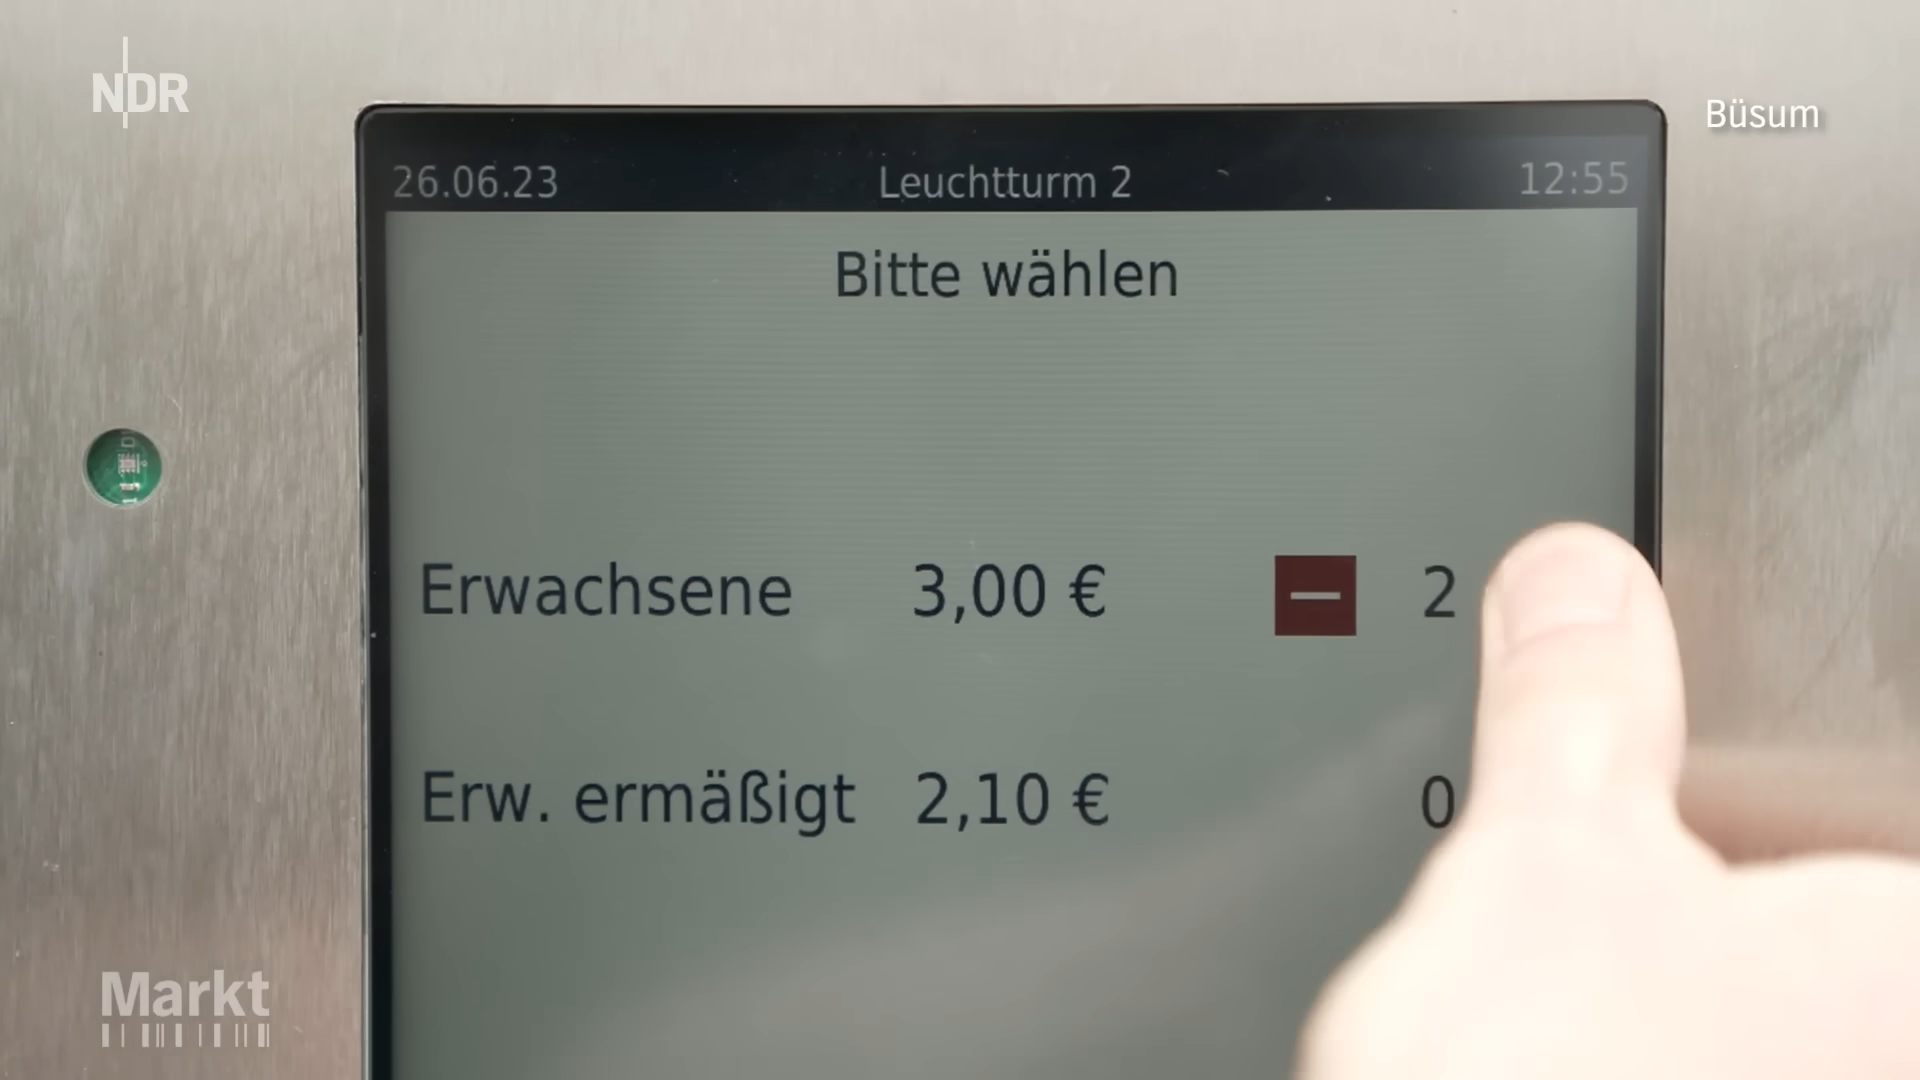 NDR
Büsum
26.06.23 Leuchtturm 2 12:55
Bitte wählen
Erwachsene 3,00 € — 2
Erw. ermäßigt 2,10 € 0
Markt